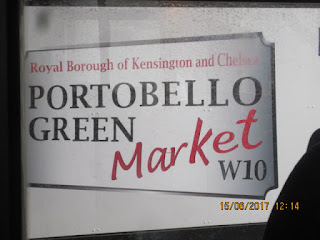 Royal Borough of Kensington and Chelsea
PORTOBELLO
GREEN
Market
W10
15/06/2017 12:14